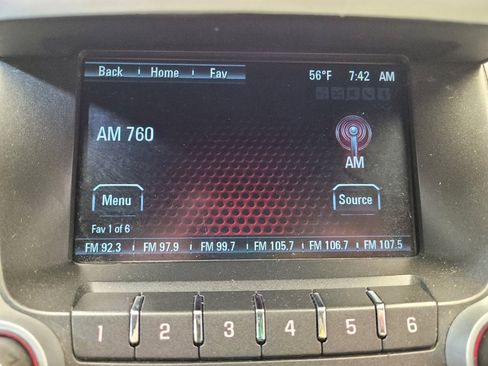 Back Home Fav 56°F 7:42 AM
AM 760
AM
Menu Source
Fav 1 of 6
FM 92.3 FM 97.9 FM 99.7 FM 105.7 FM 106.7 FM 107.5
1 2 3 4 5 6